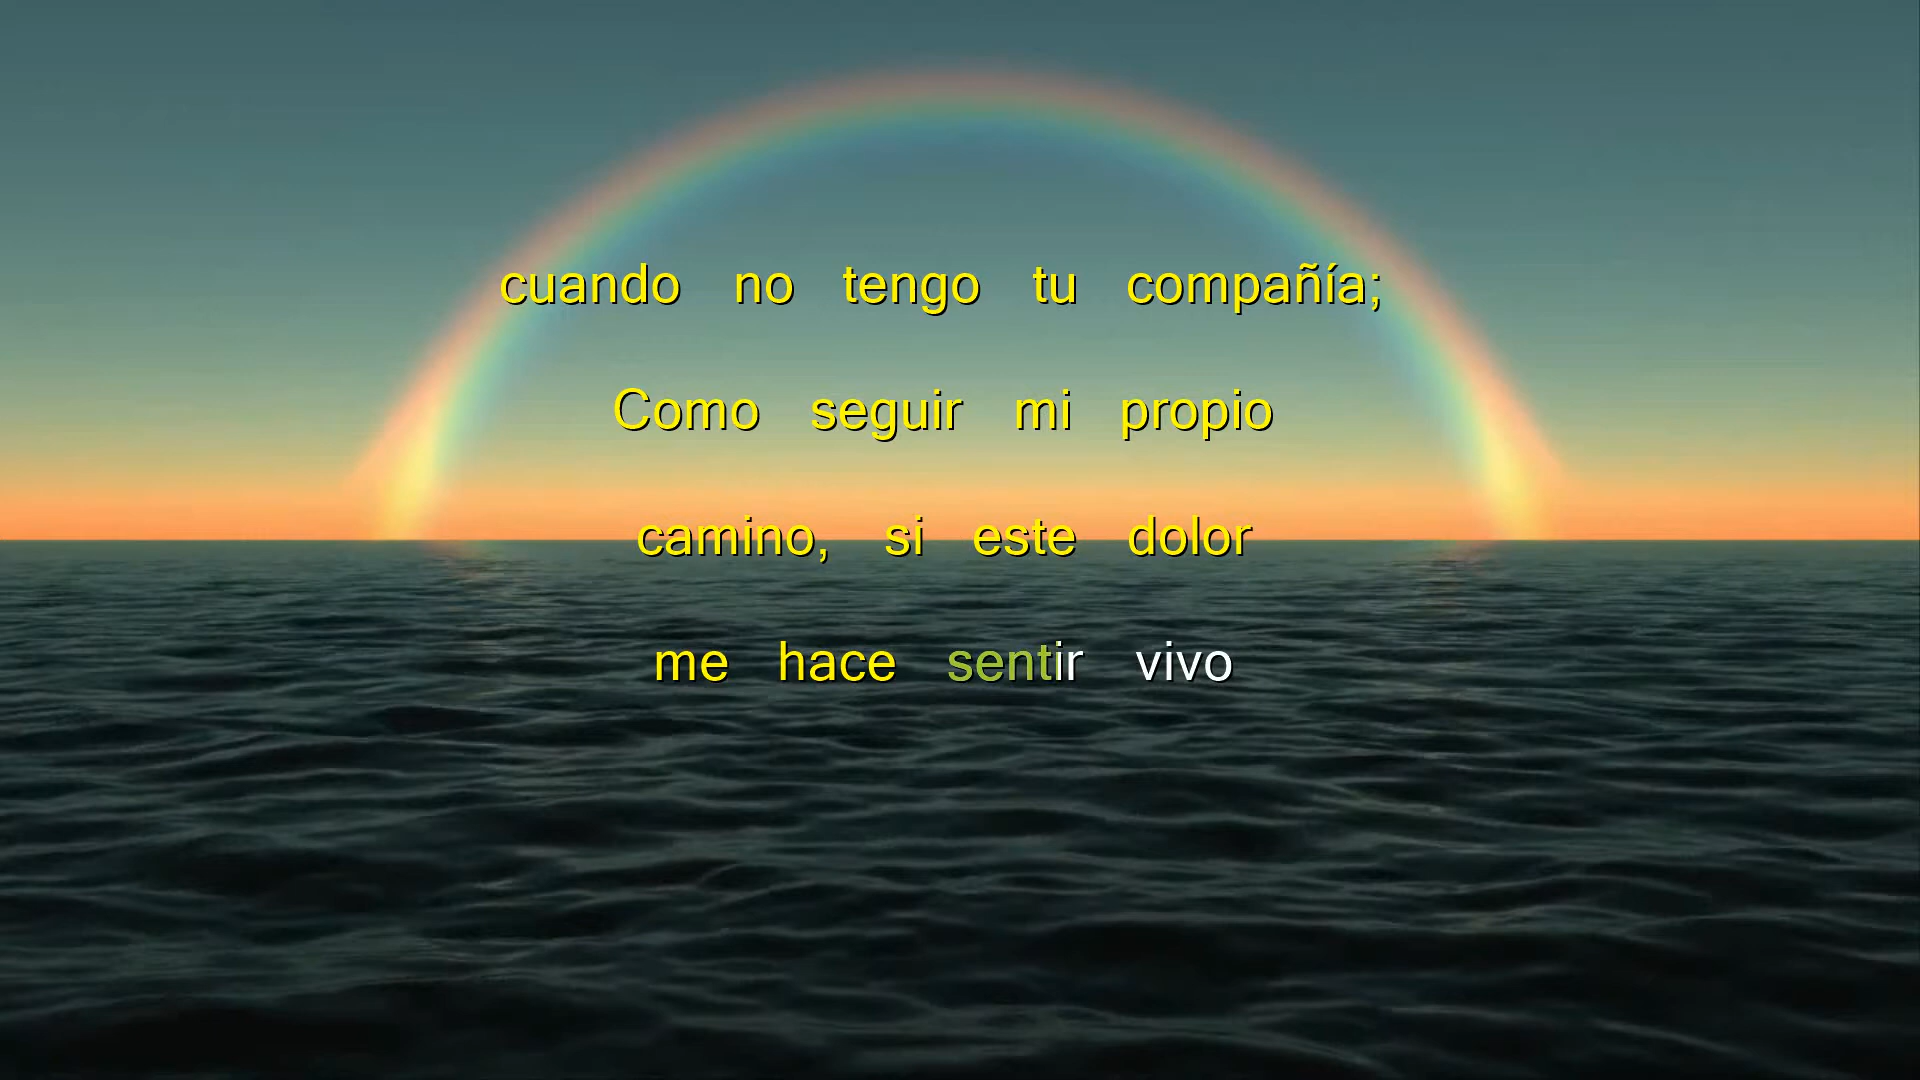 cuando no tengo tu compañía;
Como seguir mi propio
camino, si este dolor
me hace sentir vivo